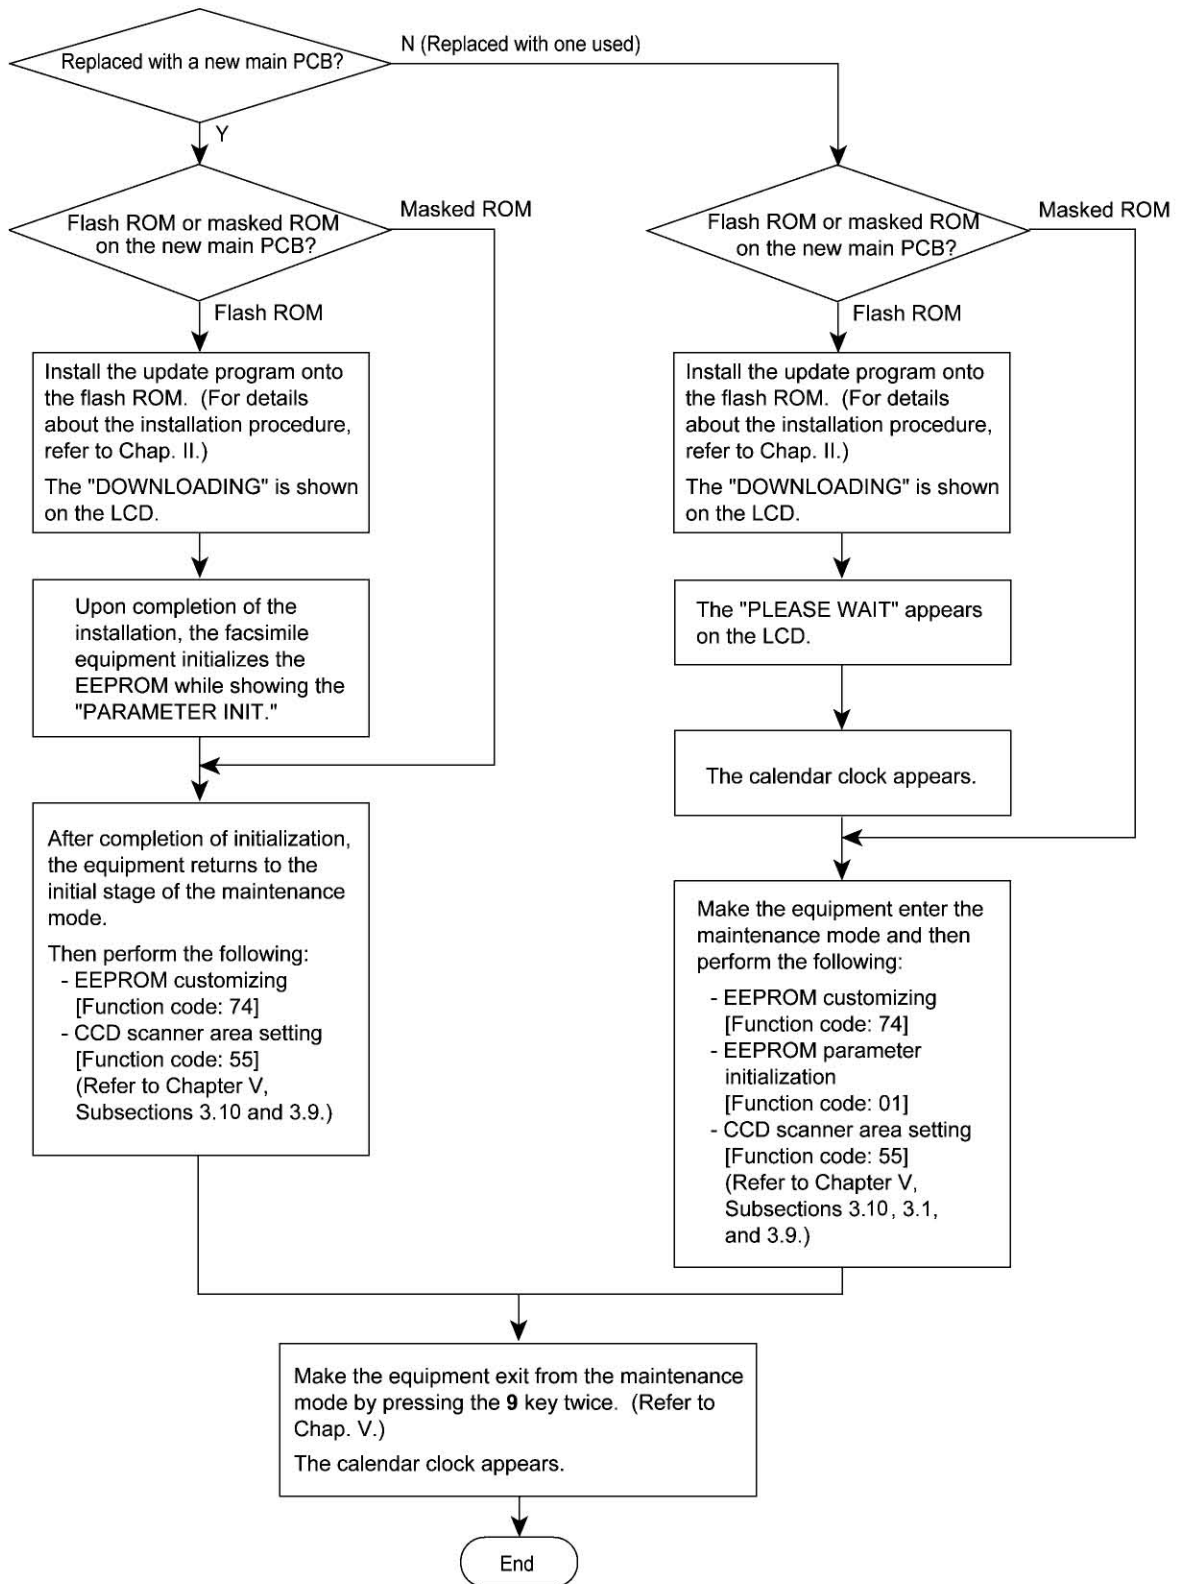 Replaced with a new main PCB?
N (Replaced with one used)
Y
Flash ROM or masked ROM
on the new main PCB?
Masked ROM
Flash ROM
Install the update program onto
the flash ROM.  (For details
about the installation procedure,
refer to Chap. II.)
The "DOWNLOADING" is shown
on the LCD.
Upon completion of the
installation, the facsimile
equipment initializes the
EEPROM while showing the
"PARAMETER INIT."
After completion of initialization,
the equipment returns to the
initial stage of the maintenance
mode.
Then perform the following:
- EEPROM customizing
[Function code: 74]
- CCD scanner area setting
[Function code: 55]
(Refer to Chapter V,
Subsections 3.10 and 3.9.)
Flash ROM or masked ROM
on the new main PCB?
Masked ROM
Flash ROM
Install the update program onto
the flash ROM.  (For details
about the installation procedure,
refer to Chap. II.)
The "DOWNLOADING" is shown
on the LCD.
The "PLEASE WAIT" appears
on the LCD.
The calendar clock appears.
Make the equipment enter the
maintenance mode and then
perform the following:
- EEPROM customizing
[Function code: 74]
- EEPROM parameter
initialization
[Function code: 01]
- CCD scanner area setting
[Function code: 55]
(Refer to Chapter V,
Subsections 3.10, 3.1,
and 3.9.)
Make the equipment exit from the maintenance
mode by pressing the 9 key twice.  (Refer to
Chap. V.)
The calendar clock appears.
End